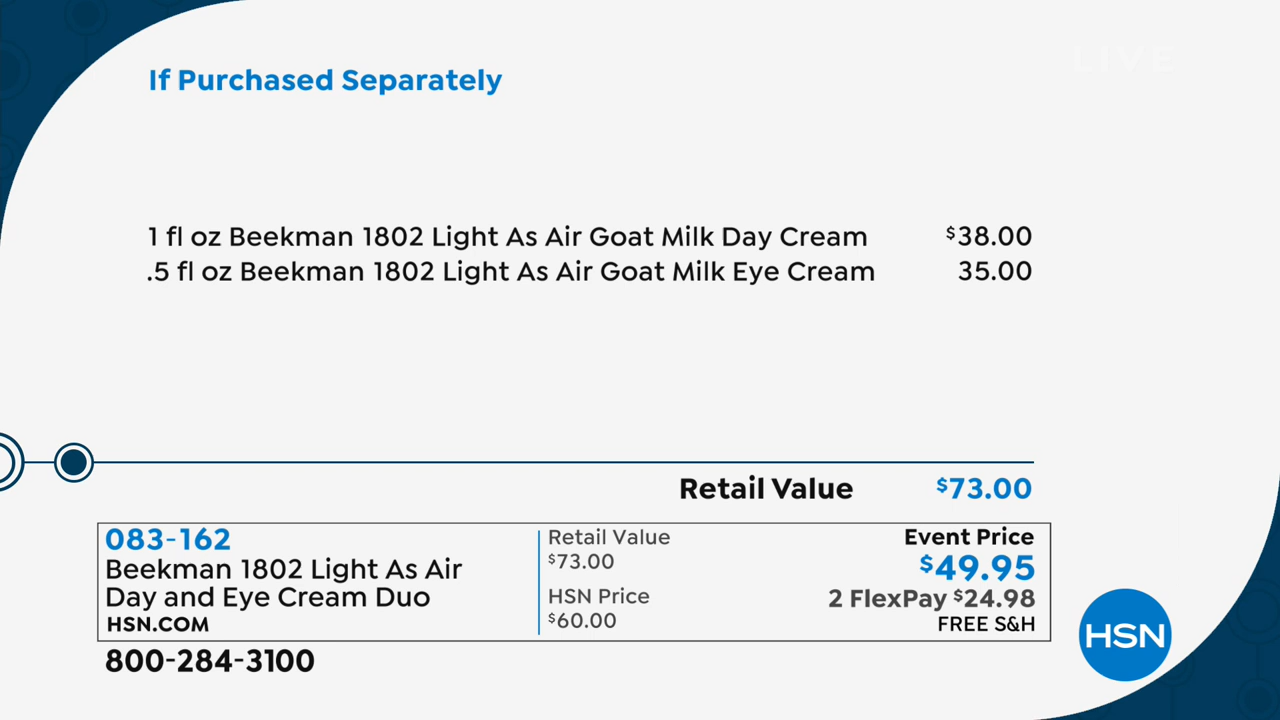 LIVE
If Purchased Separately
1 fl oz Beekman 1802 Light As Air Goat Milk Day Cream $38.00
.5 fl oz Beekman 1802 Light As Air Goat Milk Eye Cream 35.00
Retail Value $73.00
083-162
Beekman 1802 Light As Air
Day and Eye Cream Duo
HSN.COM
Retail Value
$73.00
HSN Price
$60.00
Event Price
$49.95
2 FlexPay $24.98
FREE S&H
HSN
800-284-3100